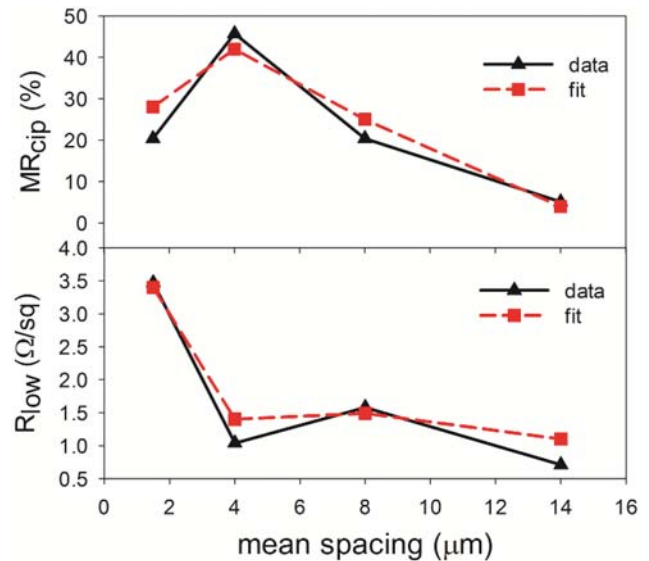 50
40
30
20
10
0
MRcip (%)
data
fit
4.0
3.5
3.0
2.5
2.0
1.5
1.0
0.5
Rlow (Ω/sq)
data
fit
0 2 4 6 8 10 12 14 16
mean spacing (μm)